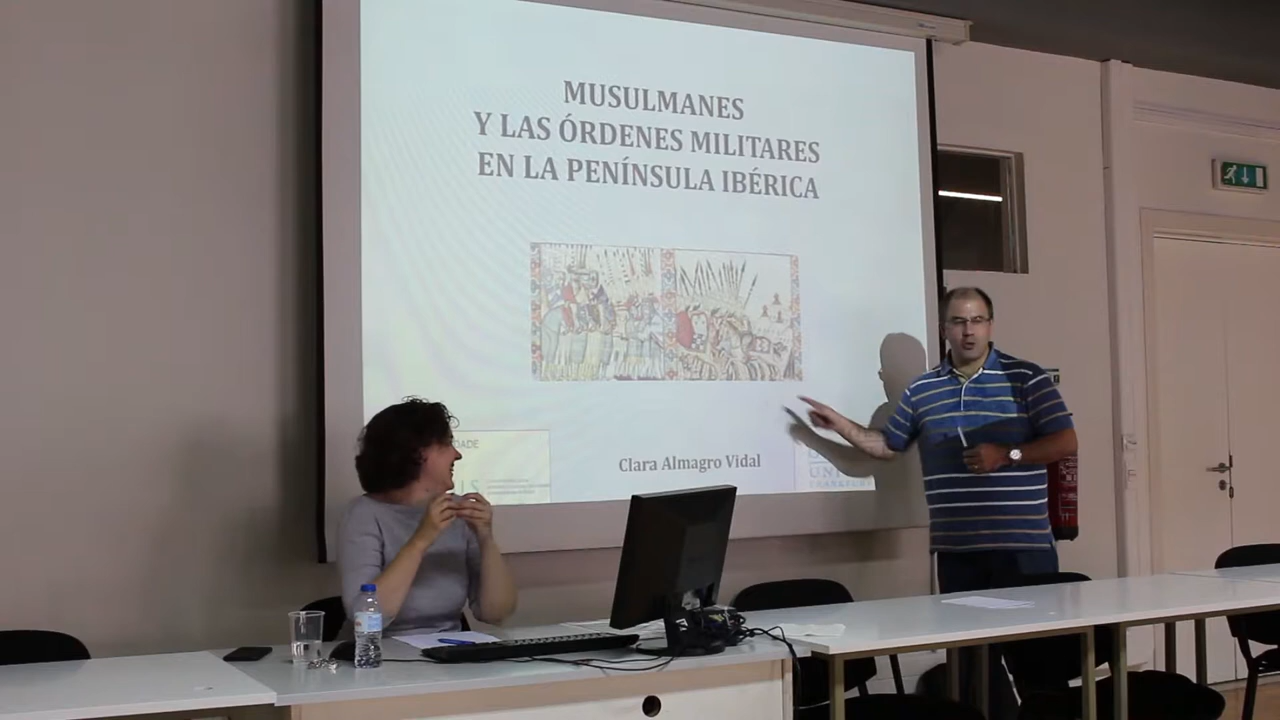 MUSULMANES
Y LAS ÓRDENES MILITARES
EN LA PENÍNSULA IBÉRICA
Clara Almagro Vidal